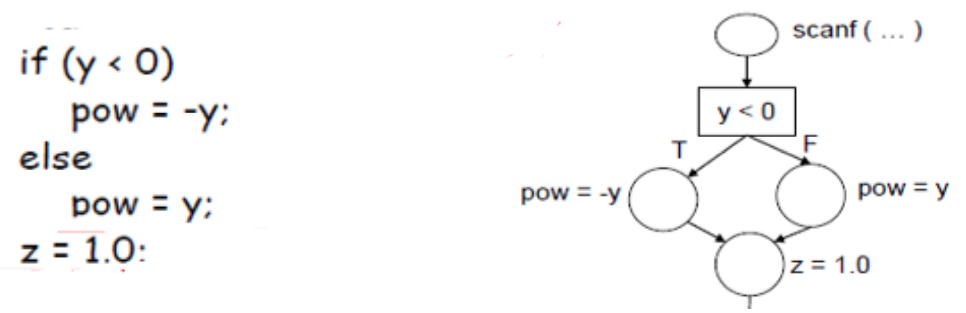 if (y < 0)
pow = -y;
else
pow = y;
z = 1.0:
scanf ( ... )
y < 0
T
F
pow = -y
pow = y
z = 1.0